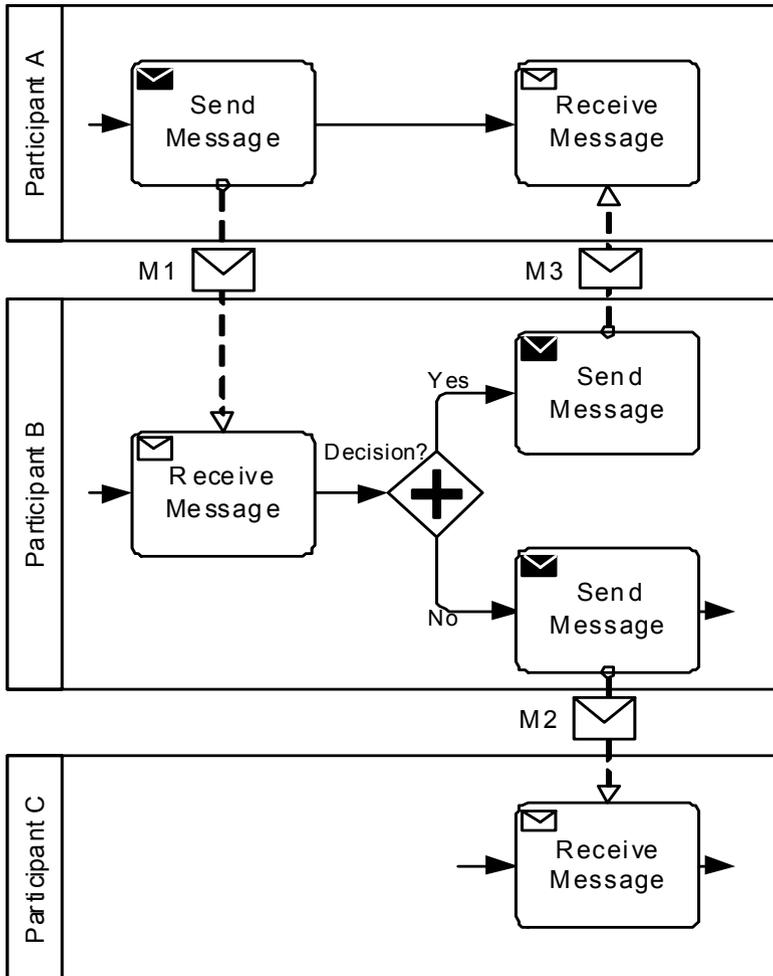 Participant A
Send
Message
Receive
Message
M1
M3
Participant B
Yes
Send
Message
Decision?
Receive
Message
No
Send
Message
M2
Participant C
Receive
Message